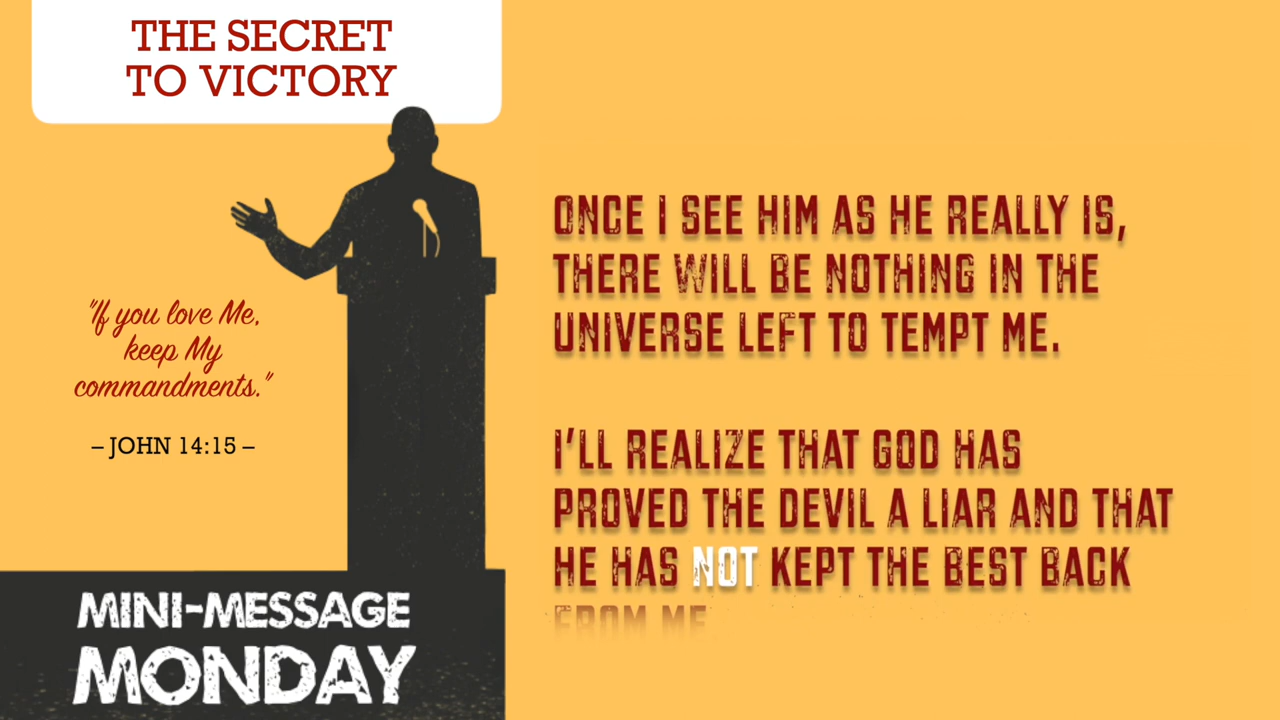 THE SECRET
TO VICTORY
"If you love Me,
keep My
commandments."
– JOHN 14:15 –
MINI-MESSAGE
MONDAY
ONCE I SEE HIM AS HE REALLY IS,
THERE WILL BE NOTHING IN THE
UNIVERSE LEFT TO TEMPT ME.
I'LL REALIZE THAT GOD HAS
PROVED THE DEVIL A LIAR AND THAT
HE HAS NOT KEPT THE BEST BACK
FROM ME